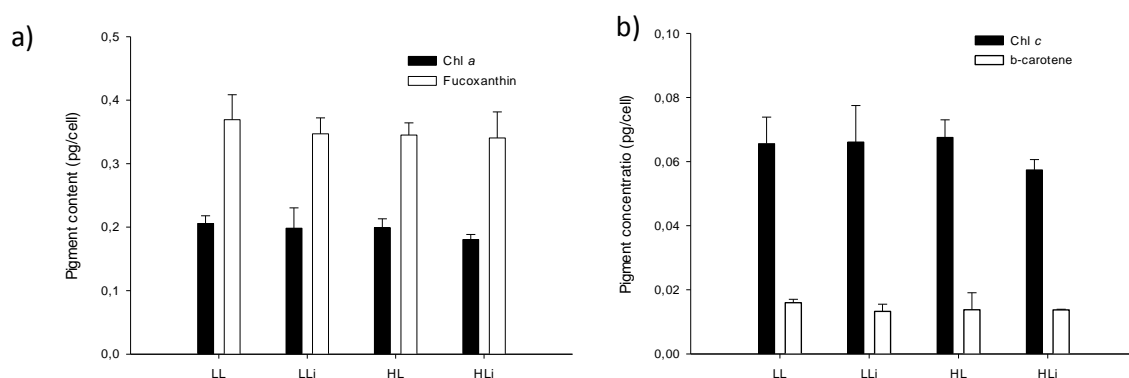 a)
Pigment content (pg/cell)
0,5
0,4
0,3
0,2
0,1
0,0
Chl a
Fucoxanthin
LL LLi HL HLi
b)
Pigment concentratio (pg/cell)
0,10
0,08
0,06
0,04
0,02
0,00
Chl c
b-carotene
LL LLi HL HLi